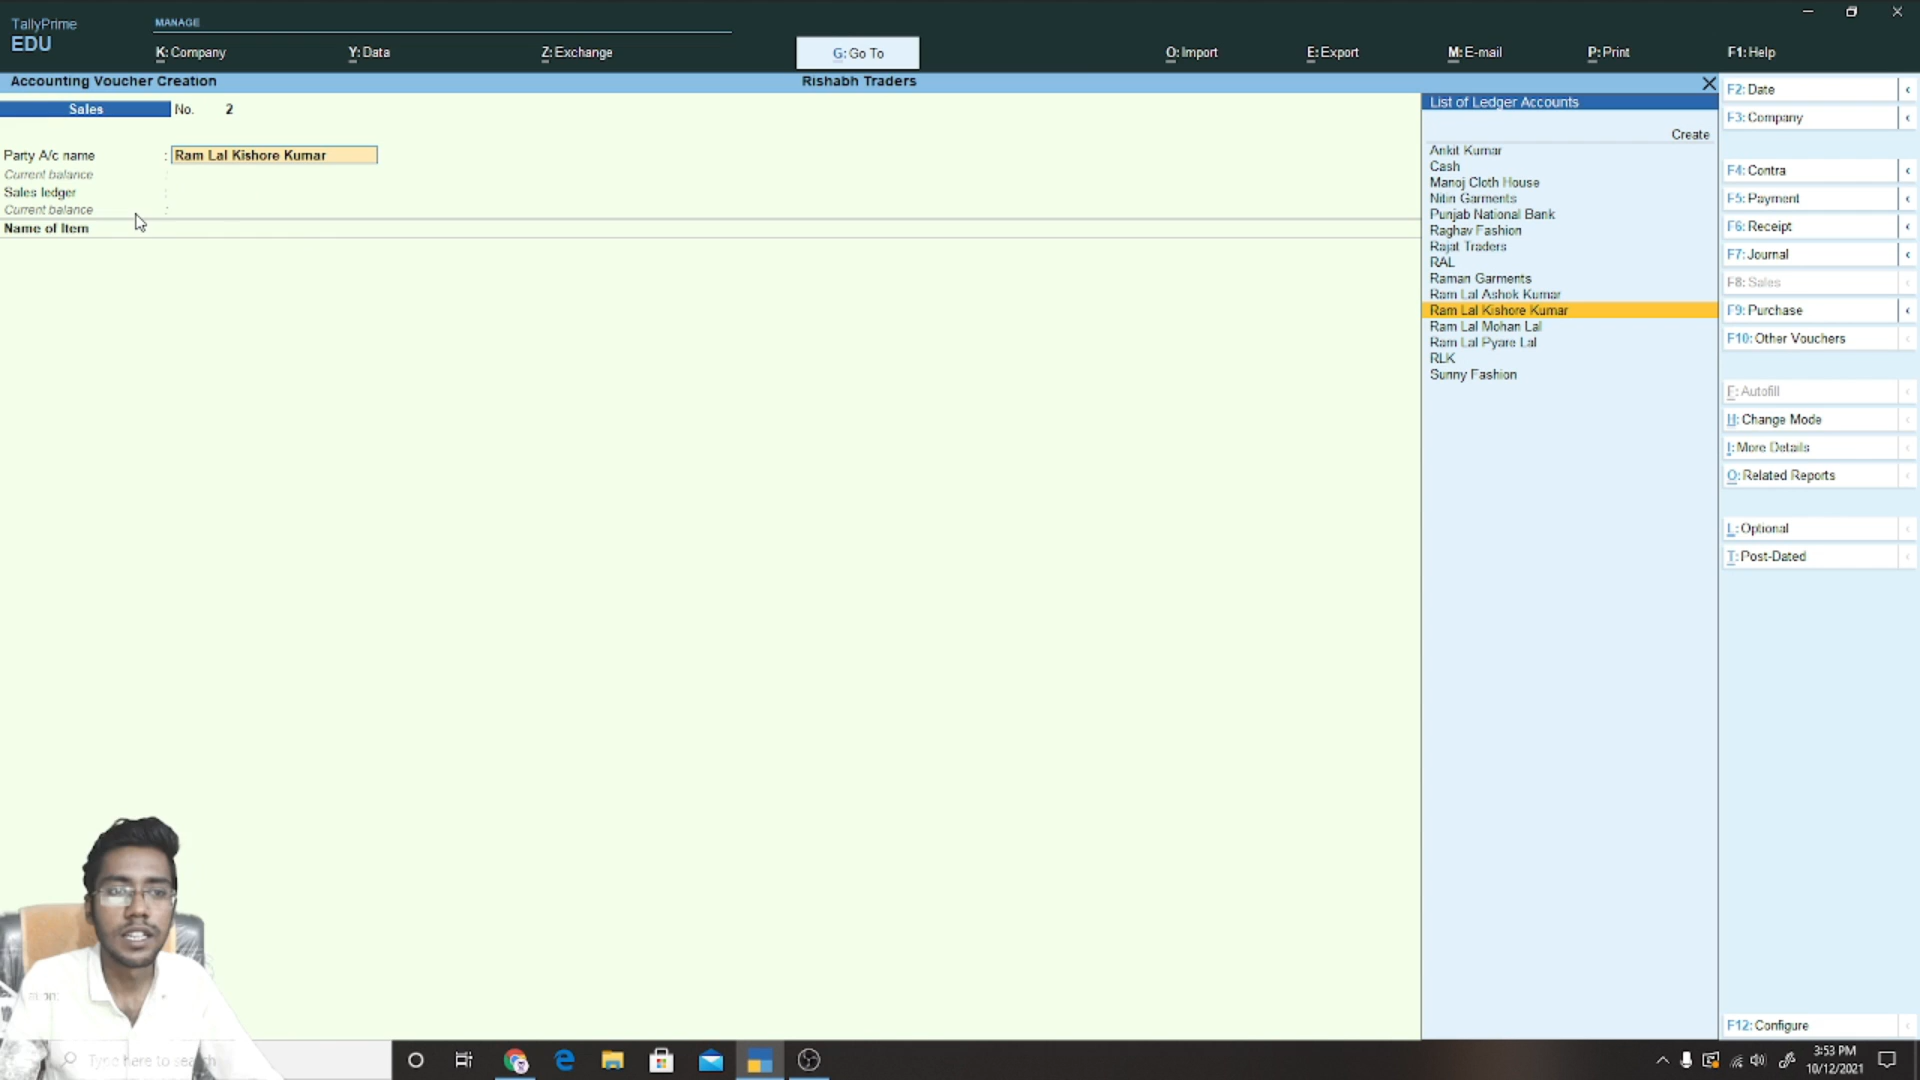 TallyPrime
EDU
MANAGE
K: Company
Y: Data
Z: Exchange
G: Go To
O: Import
E: Export
M: E-mail
P: Print
F1: Help
Accounting Voucher Creation
Rishabh Traders
Sales No. 2
Party A/c name : Ram Lal Kishore Kumar
Current balance :
Sales ledger :
Current balance :
Name of Item
List of Ledger Accounts
Create
Ankit Kumar
Cash
Manoj Cloth House
Nitin Garments
Punjab National Bank
Raghav Fashion
Rajat Traders
RAL
Raman Garments
Ram Lal Ashok Kumar
Ram Lal Kishore Kumar
Ram Lal Mohan Lal
Ram Lal Pyare Lal
RLK
Sunny Fashion
F2: Date
F3: Company
F4: Contra
F5: Payment
F6: Receipt
F7: Journal
F8: Sales
F9: Purchase
F10: Other Vouchers
F: Autofill
H: Change Mode
I: More Details
O: Related Reports
L: Optional
T: Post-Dated
F12: Configure
Type here to search
3:53 PM
10/12/2021